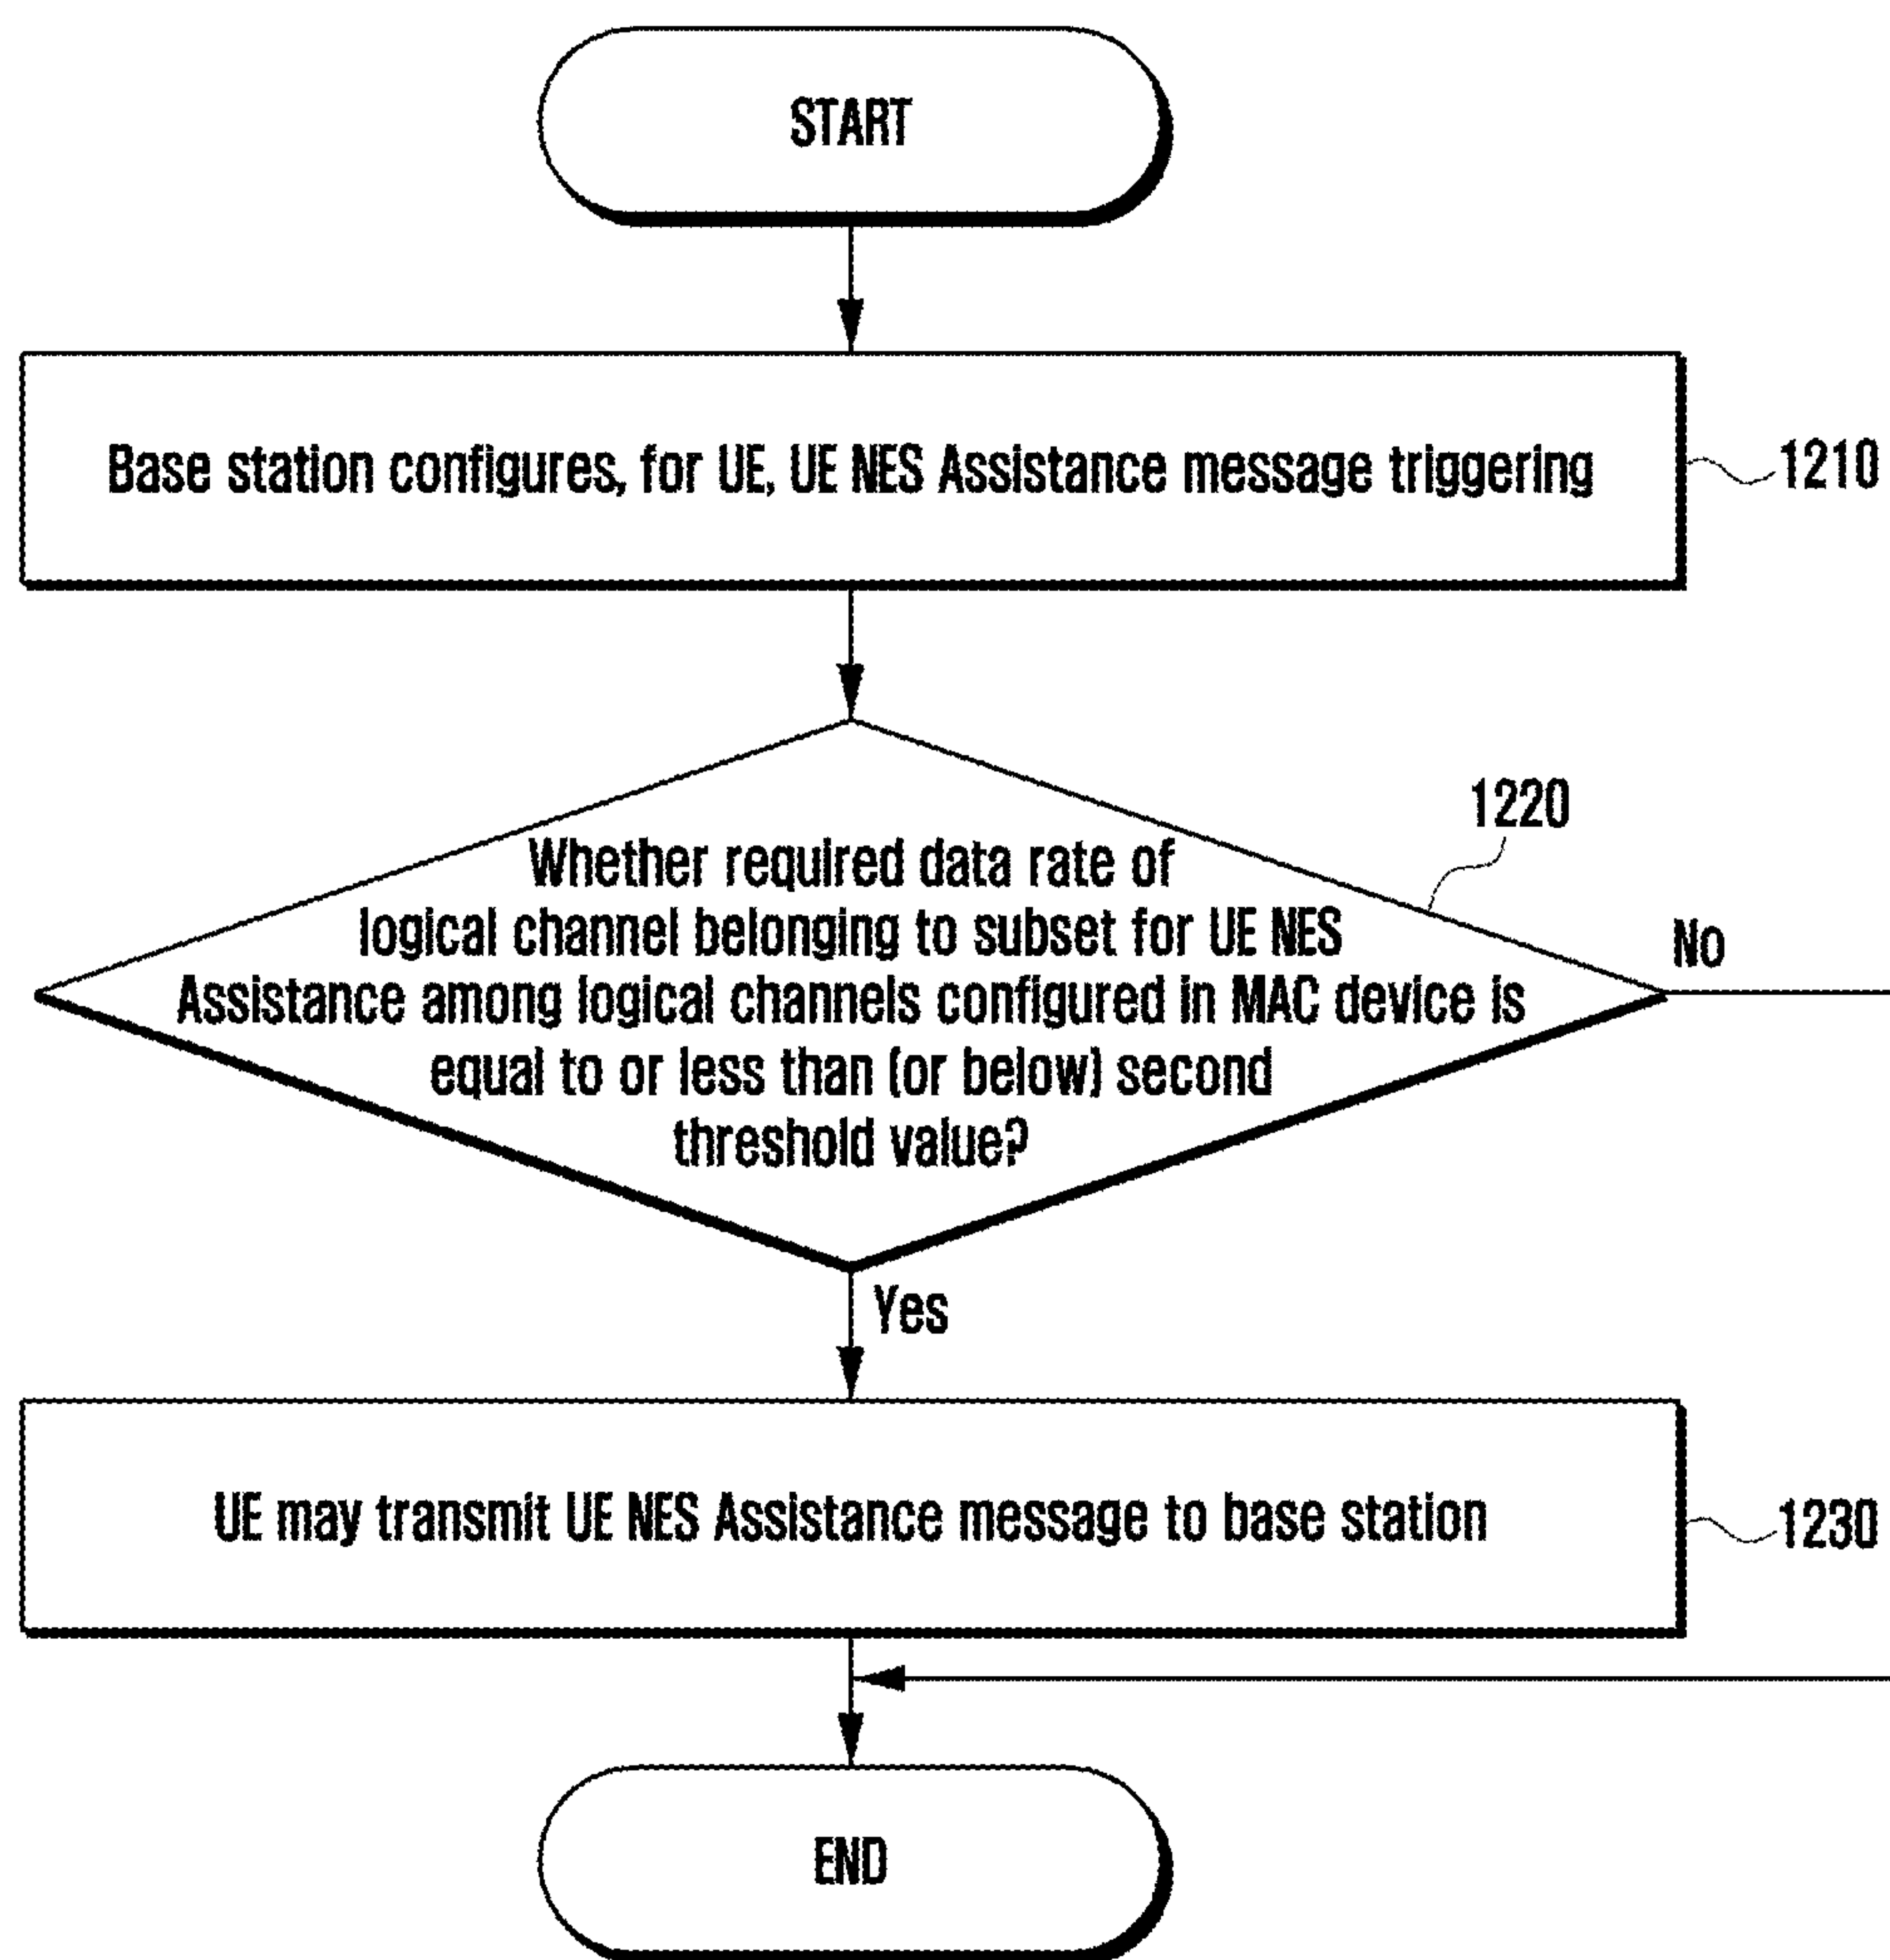 START
Base station configures, for UE, UE NES Assistance message triggering
1210
1220
Whether required data rate of
logical channel belonging to subset for UE NES
Assistance among logical channels configured in MAC device is
equal to or less than (or below) second
threshold value?
No
Yes
UE may transmit UE NES Assistance message to base station
1230
END